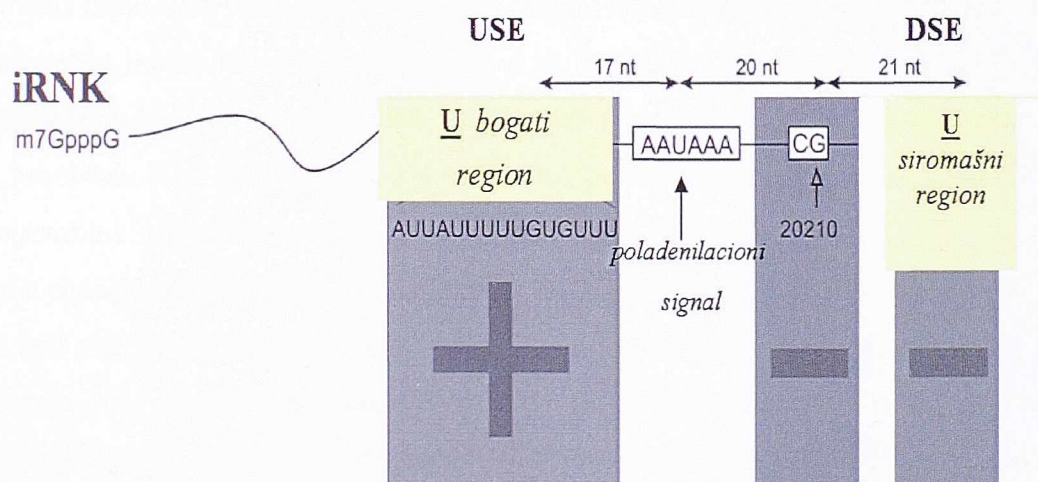 USE
DSE
17 nt
20 nt
21 nt
iRNK
m7GpppG
U bogati
region
AAUAAA
CG
U
siromašni
region
AUUAUUUUUGUGUUU
20210
poladenilacioni
signal